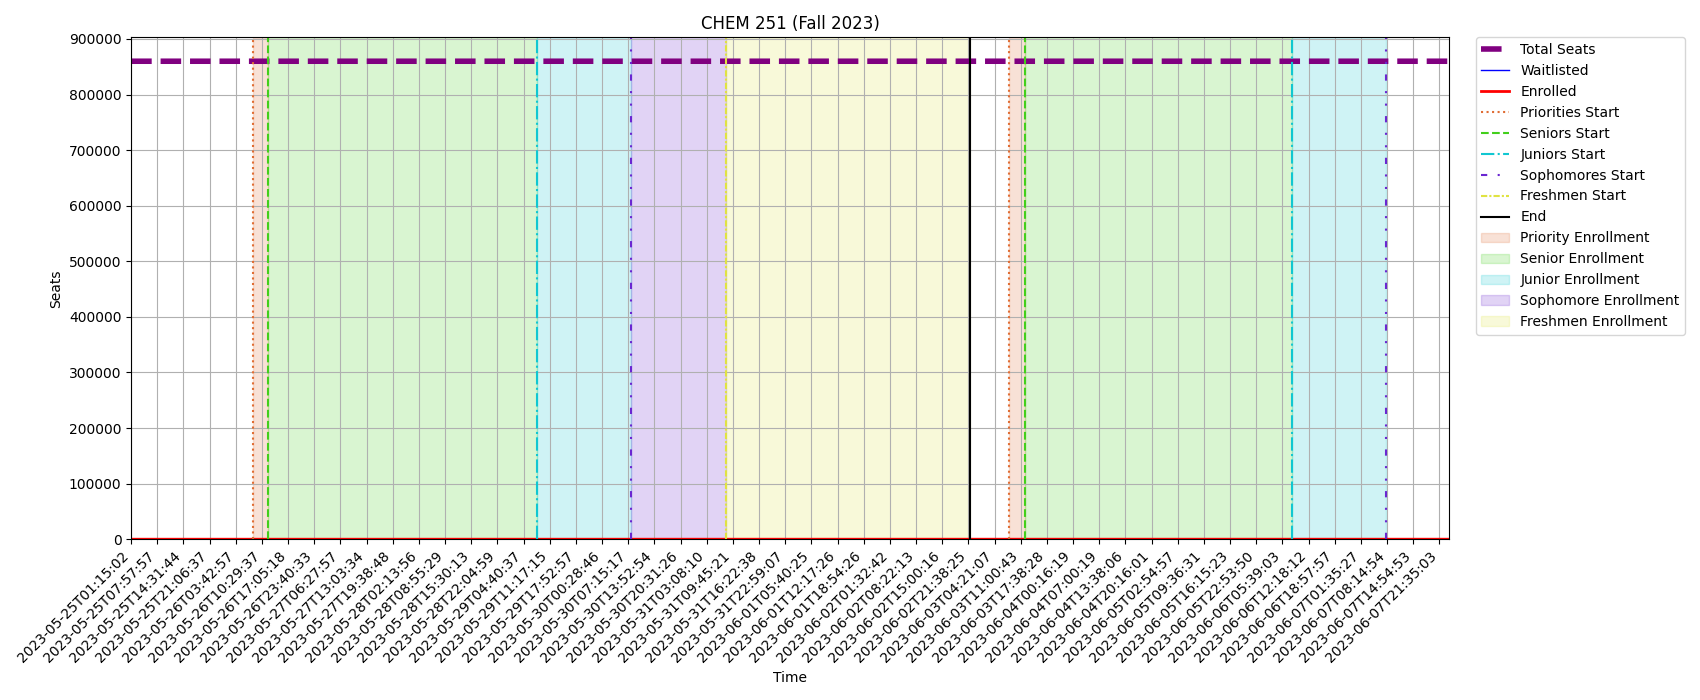 CHEM 251 (Fall 2023)
900000
800000
700000
600000
500000
400000
300000
200000
100000
0
Seats
2023-05-25T01:15:02
2023-05-25T07:57:57
2023-05-25T14:31:44
2023-05-25T21:06:37
2023-05-26T03:42:57
2023-05-26T10:29:37
2023-05-26T17:05:18
2023-05-26T23:40:33
2023-05-27T06:27:57
2023-05-27T13:03:34
2023-05-27T19:38:48
2023-05-28T02:13:56
2023-05-28T08:55:29
2023-05-28T15:30:13
2023-05-28T22:04:59
2023-05-29T04:40:37
2023-05-29T11:17:15
2023-05-29T17:52:57
2023-05-30T00:28:46
2023-05-30T07:15:17
2023-05-30T13:52:54
2023-05-30T20:31:26
2023-05-31T03:08:10
2023-05-31T09:45:21
2023-05-31T16:22:38
2023-05-31T22:59:07
2023-06-01T05:40:25
2023-06-01T12:17:26
2023-06-01T18:54:26
2023-06-02T01:32:42
2023-06-02T08:22:13
2023-06-02T15:00:16
2023-06-02T21:38:25
2023-06-03T04:21:07
2023-06-03T11:00:43
2023-06-03T17:38:28
2023-06-04T00:16:19
2023-06-04T07:00:19
2023-06-04T13:38:06
2023-06-04T20:16:01
2023-06-05T02:54:57
2023-06-05T09:36:31
2023-06-05T16:15:23
2023-06-05T22:53:50
2023-06-06T05:39:03
2023-06-06T12:18:12
2023-06-06T18:57:57
2023-06-07T01:35:27
2023-06-07T08:14:54
2023-06-07T14:54:53
2023-06-07T21:35:03
Time
Total Seats
Waitlisted
Enrolled
Priorities Start
Seniors Start
Juniors Start
Sophomores Start
Freshmen Start
End
Priority Enrollment
Senior Enrollment
Junior Enrollment
Sophomore Enrollment
Freshmen Enrollment